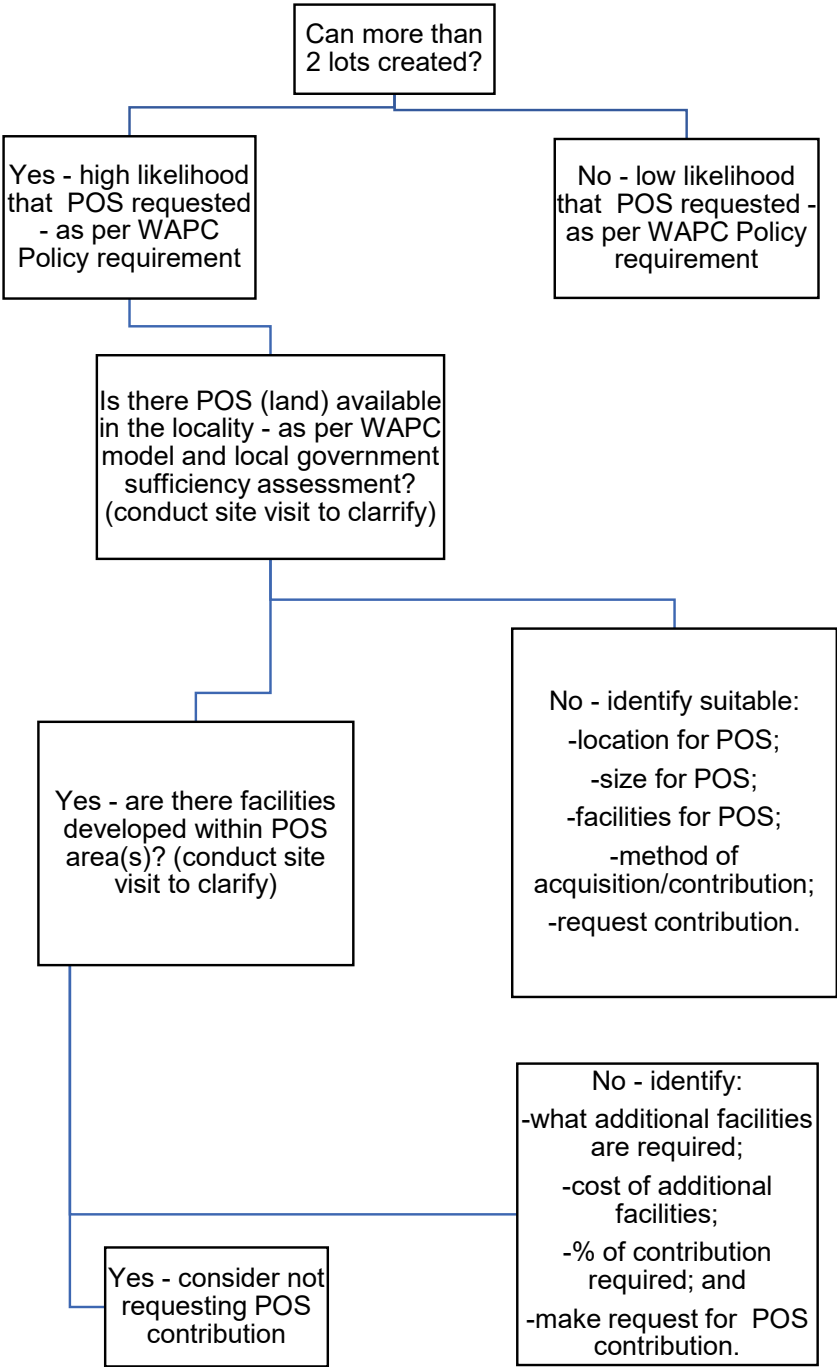 Can more than
2 lots created?
Yes - high likelihood
that POS requested
- as per WAPC
Policy requirement
No - low likelihood
that POS requested -
as per WAPC Policy
requirement
Is there POS (land) available
in the locality - as per WAPC
model and local government
sufficiency assessment?
(conduct site visit to clarrify)
Yes - are there facilities
developed within POS
area(s)? (conduct site
visit to clarify)
No - identify suitable:
-location for POS;
-size for POS;
-facilities for POS;
-method of
acquisition/contribution;
-request contribution.
No - identify:
-what additional facilities
are required;
-cost of additional
facilities;
-% of contribution
required; and
-make request for POS
contribution.
Yes - consider not
requesting POS
contribution